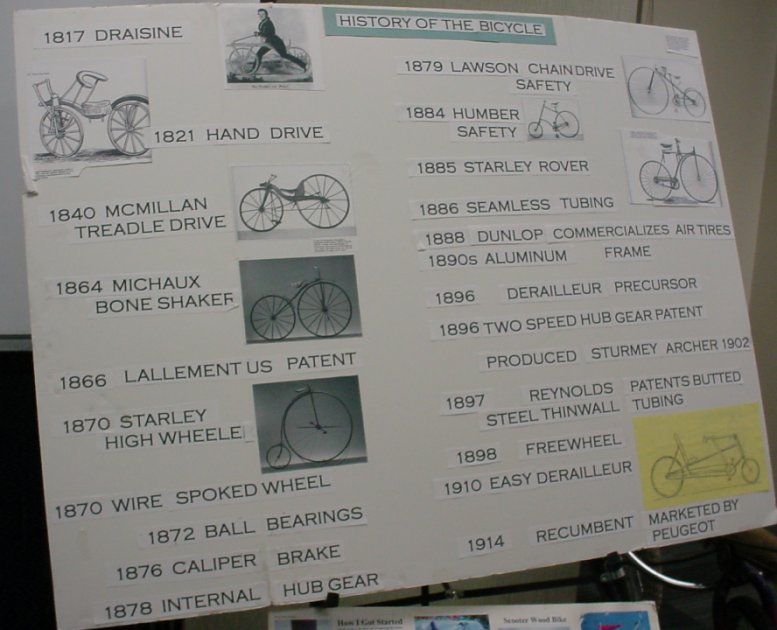 HISTORY OF THE BICYCLE
1817 DRAISINE
1821 HAND DRIVE
1840 MCMILLAN
TREADLE DRIVE
1864 MICHAUX
BONE SHAKER
1866 LALLEMENT US PATENT
1870 STARLEY
HIGH WHEELE
1870 WIRE SPOKED WHEEL
1872 BALL BEARINGS
1876 CALIPER BRAKE
1878 INTERNAL HUB GEAR
1879 LAWSON CHAIN DRIVE
SAFETY
1884 HUMBER
SAFETY
1885 STARLEY ROVER
1886 SEAMLESS TUBING
1888 DUNLOP COMMERCIALIZES AIR TIRES
1890s ALUMINUM FRAME
1896 DERAILLEUR PRECURSOR
1896 TWO SPEED HUB GEAR PATENT
PRODUCED STURMEY ARCHER 1902
1897 REYNOLDS PATENTS BUTTED
STEEL THINWALL TUBING
1898 FREEWHEEL
1910 EASY DERAILLEUR
1914 RECUMBENT MARKETED BY
PEUGEOT
How I Got Started
Scooter Wood Bike